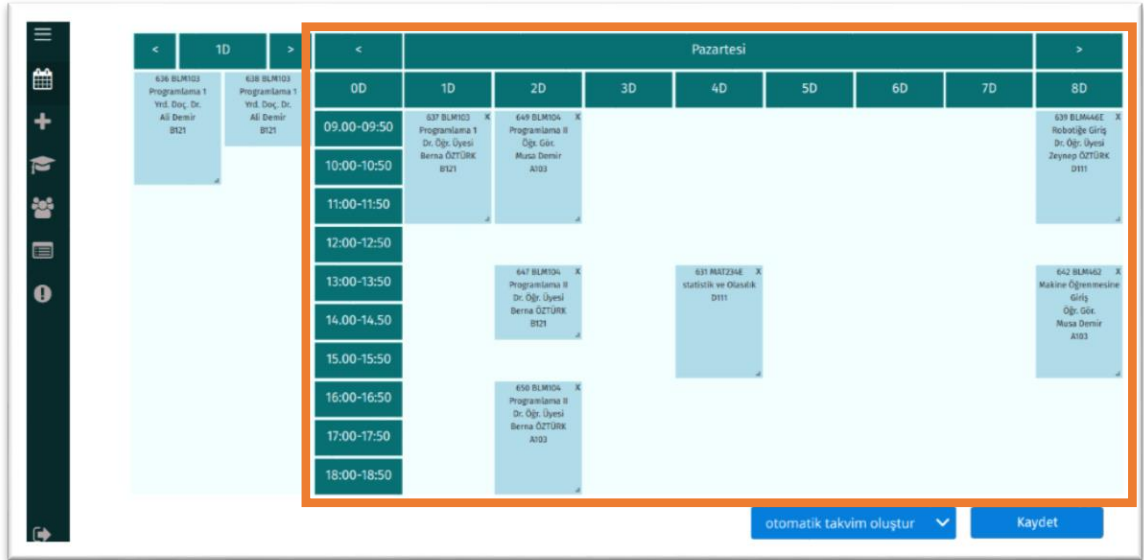 < 1D >
636 BLM103
Programlama 1
Yrd. Doç. Dr.
Ali Demir
B121
638 BLM103
Programlama 1
Yrd. Doç. Dr.
Ali Demir
B121
< Pazartesi >
0D 1D 2D 3D 4D 5D 6D 7D 8D
09.00-09:50
10:00-10:50
11:00-11:50
12:00-12:50
13:00-13:50
14.00-14.50
15.00-15:50
16:00-16:50
17:00-17:50
18:00-18:50
637 BLM103 X
Programlama 1
Dr. Öğr. Üyesi
Berna ÖZTÜRK
B121
649 BLM104 X
Programlama II
Öğr. Gör.
Musa Demir
A103
639 BLM446E X
Robotiğe Giriş
Dr. Öğr. Üyesi
Zeynep ÖZTÜRK
D111
647 BLM104 X
Programlama II
Dr. Öğr. Üyesi
Berna ÖZTÜRK
B121
631 MAT234E X
statistik ve Olasılık
D111
642 BLM462 X
Makine Öğrenmesine
Giriş
Öğr. Gör.
Musa Demir
A103
650 BLM104 X
Programlama II
Dr. Öğr. Üyesi
Berna ÖZTÜRK
A103
otomatik takvim oluştur
Kaydet